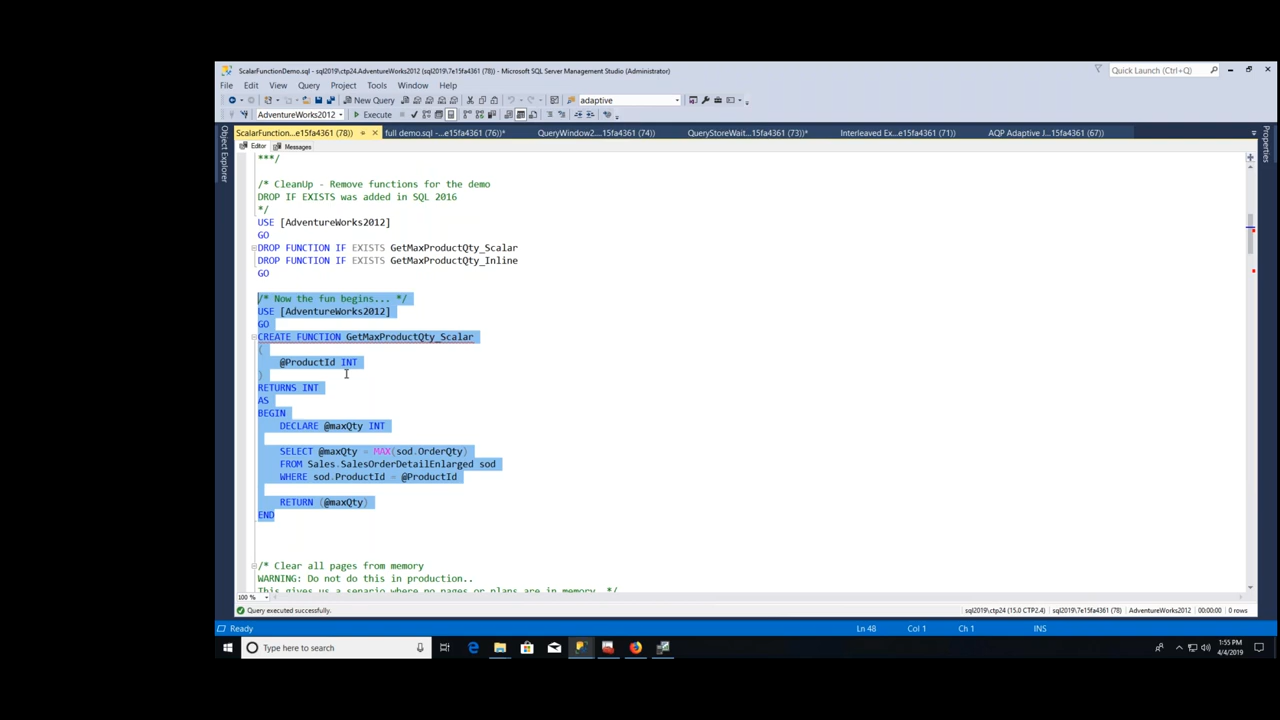 ScalarFunctionDemo.sql - sql2019\ctp24.AdventureWorks2012 (sql2019\7e15fa4361 (78)) - Microsoft SQL Server Management Studio (Administrator)
Quick Launch (Ctrl+Q)
File Edit View Query Project Tools Window Help
New Query
adaptive
AdventureWorks2012
Execute
ScalarFunction...e15fa4361 (78))
full demo.sql -...e15fa4361 (76))*
QueryWindow2....15fa4361 (74))
QueryStoreWait...15fa4361 (73))*
Interleaved Ex...e15fa4361 (71))
AQP Adaptive J...15fa4361 (67))
Object Explorer
Properties
Editor
Messages
***/
/* CleanUp - Remove functions for the demo
DROP IF EXISTS was added in SQL 2016
*/
USE [AdventureWorks2012]
GO
DROP FUNCTION IF EXISTS GetMaxProductQty_Scalar
DROP FUNCTION IF EXISTS GetMaxProductQty_Inline
GO
/* Now the fun begins... */
USE [AdventureWorks2012]
GO
CREATE FUNCTION GetMaxProductQty_Scalar
(
@ProductId INT
)
RETURNS INT
AS
BEGIN
DECLARE @maxQty INT
SELECT @maxQty = MAX(sod.OrderQty)
FROM Sales.SalesOrderDetailEnlarged sod
WHERE sod.ProductId = @ProductId
RETURN (@maxQty)
END
/* Clear all pages from memory
WARNING: Do not do this in production..
This gives us a senario where no pages or plans are in memory. */
100 %
Query executed successfully.
sql2019\ctp24 (15.0 CTP2.4)
sql2019\7e15fa4361 (78)
AdventureWorks2012
00:00:00
0 rows
Ready
Ln 48
Col 1
Ch 1
INS
Type here to search
1:55 PM
4/4/2019